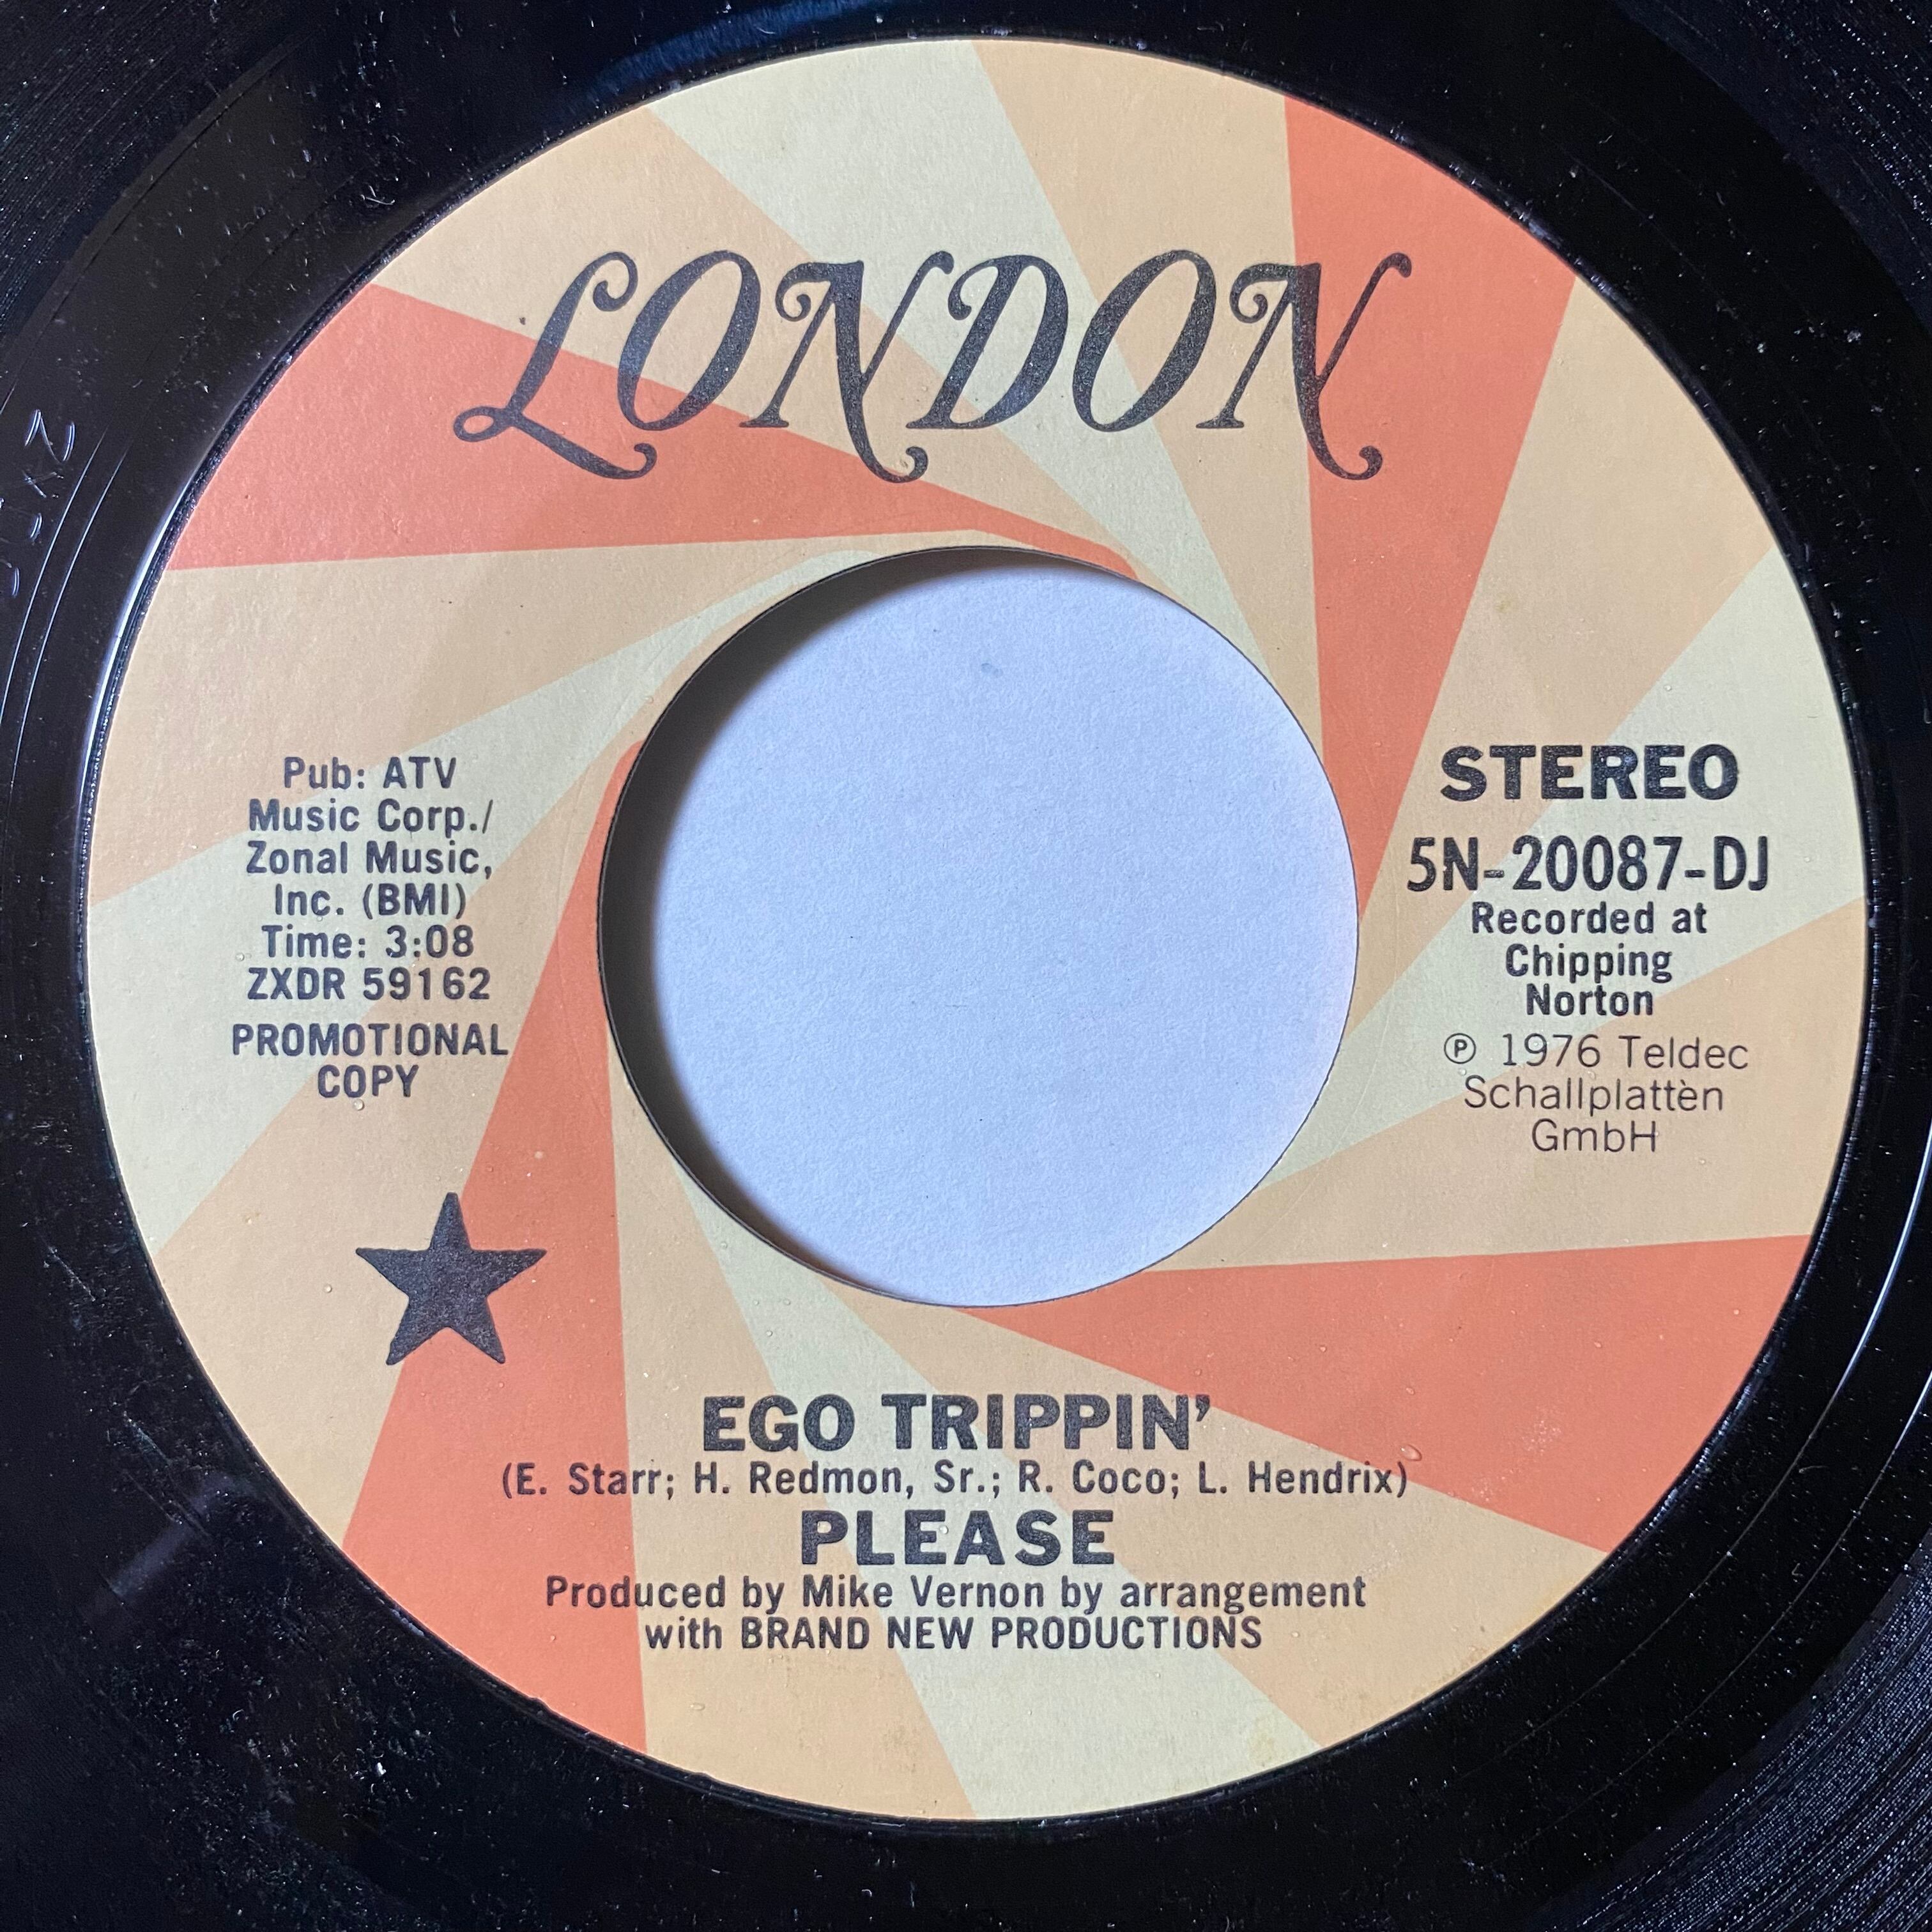 LONDON
Pub: ATV
Music Corp./
Zonal Music,
Inc. (BMI)
Time: 3:08
ZXDR 59162
PROMOTIONAL
COPY
STEREO
5N-20087-DJ
Recorded at
Chipping
Norton
℗ 1976 Teldec
Schallplattèn
GmbH
EGO TRIPPIN'
(E. Starr; H. Redmon, Sr.; R. Coco; L. Hendrix)
PLEASE
Produced by Mike Vernon by arrangement
with BRAND NEW PRODUCTIONS